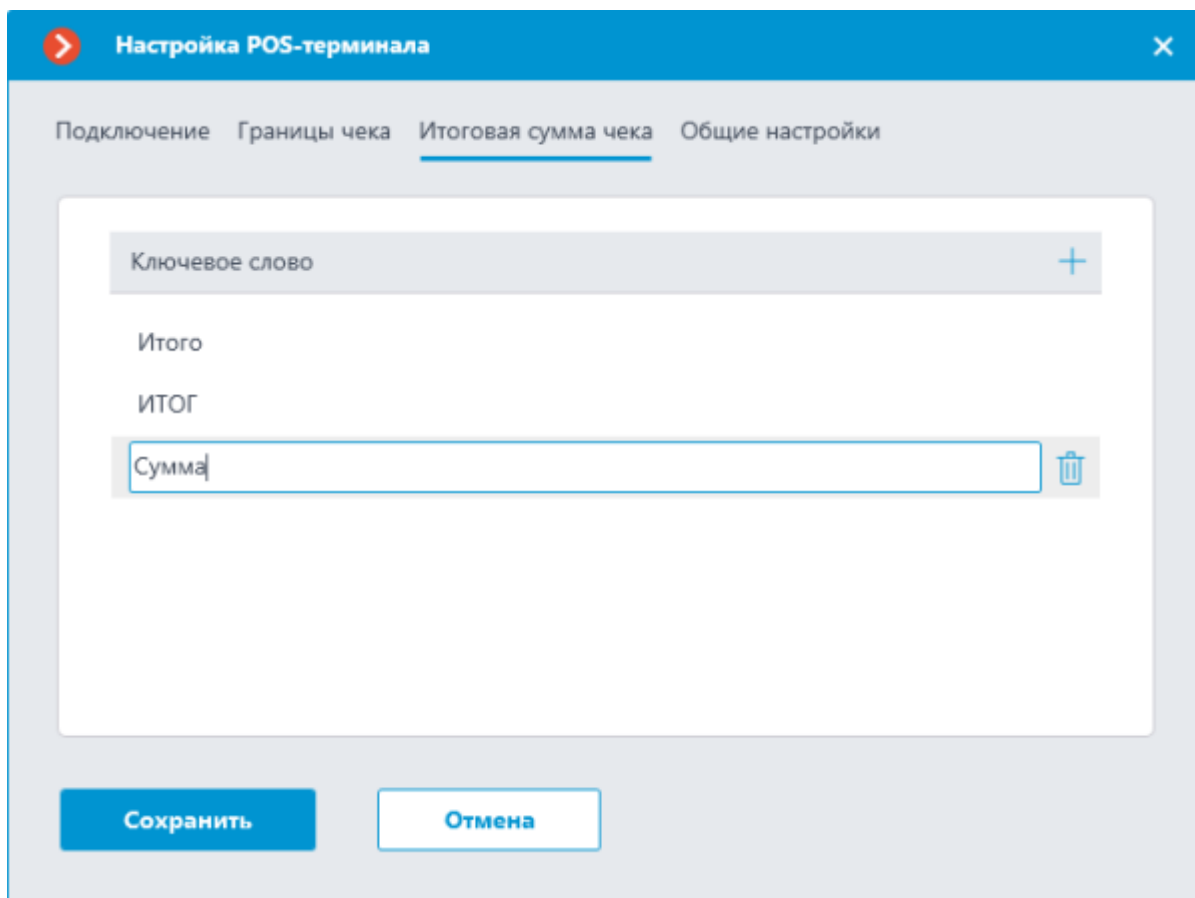 Настройка POS-терминала
Подключение Границы чека Итоговая сумма чека Общие настройки
Ключевое слово
Итого
ИТОГ
Сумма
Сохранить Отмена